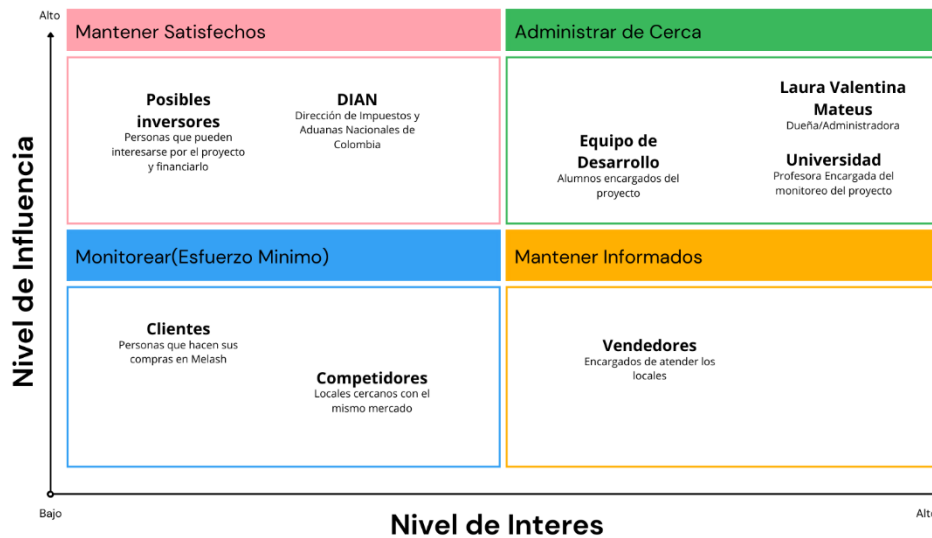 Alto
Mantener Satisfechos
Administrar de Cerca
Posibles
inversores
Personas que pueden
interesarse por el proyecto
y financiarlo
DIAN
Dirección de Impuestos y
Aduanas Nacionales de
Colombia
Equipo de
Desarrollo
Alumnos encargados del
proyecto
Laura Valentina
Mateus
Dueña/Administradora
Universidad
Profesora Encargada del
monitoreo del proyecto
Nivel de Influencia
Monitorear(Esfuerzo Minimo)
Mantener Informados
Clientes
Personas que hacen sus
compras en Melash
Competidores
Locales cercanos con el
mismo mercado
Vendedores
Encargados de atender los
locales
Bajo
Nivel de Interes
Alto